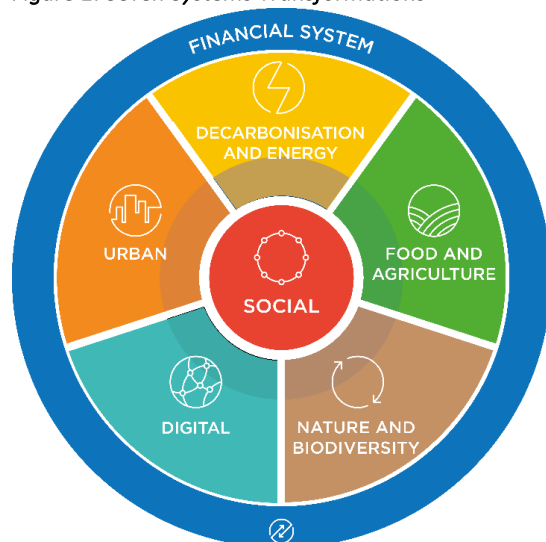 FINANCIAL SYSTEM
DECARBONISATION
AND ENERGY
URBAN
FOOD AND
AGRICULTURE
SOCIAL
DIGITAL
NATURE AND
BIODIVERSITY